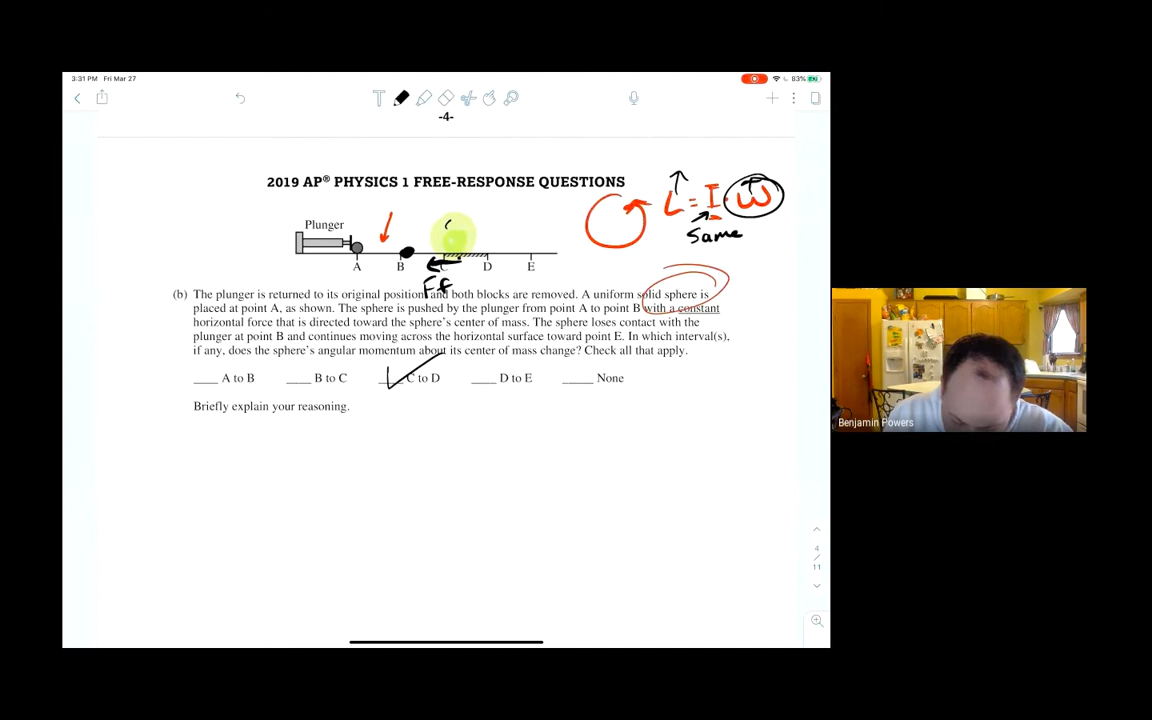 3:31 PM Fri Mar 27
83%
-4-
2019 AP® PHYSICS 1 FREE-RESPONSE QUESTIONS
L = I · ω
Same
Plunger
A B C D E
Ff
(b) The plunger is returned to its original position, and both blocks are removed. A uniform solid sphere is
placed at point A, as shown. The sphere is pushed by the plunger from point A to point B with a constant
horizontal force that is directed toward the sphere's center of mass. The sphere loses contact with the
plunger at point B and continues moving across the horizontal surface toward point E. In which interval(s),
if any, does the sphere's angular momentum about its center of mass change? Check all that apply.
____ A to B ____ B to C ____ C to D ____ D to E _____ None
Briefly explain your reasoning.
4
11
Benjamin Powers